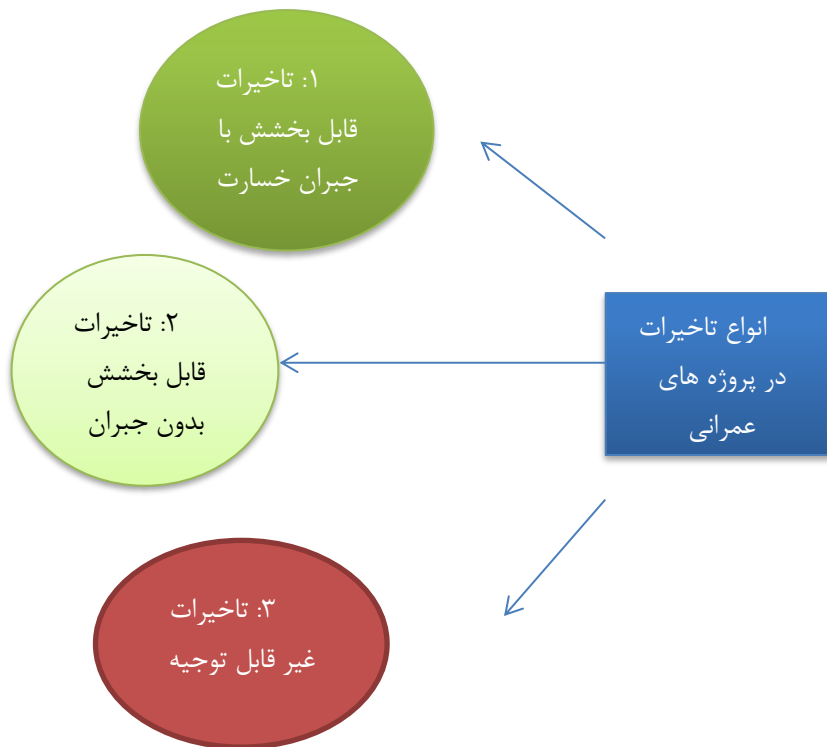 انواع تاخیرات
در پروژه های
عمرانی
۱: تاخیرات
قابل بخشش با
جبران خسارت
۲: تاخیرات
قابل بخشش
بدون جبران
۳: تاخیرات
غیر قابل توجیه